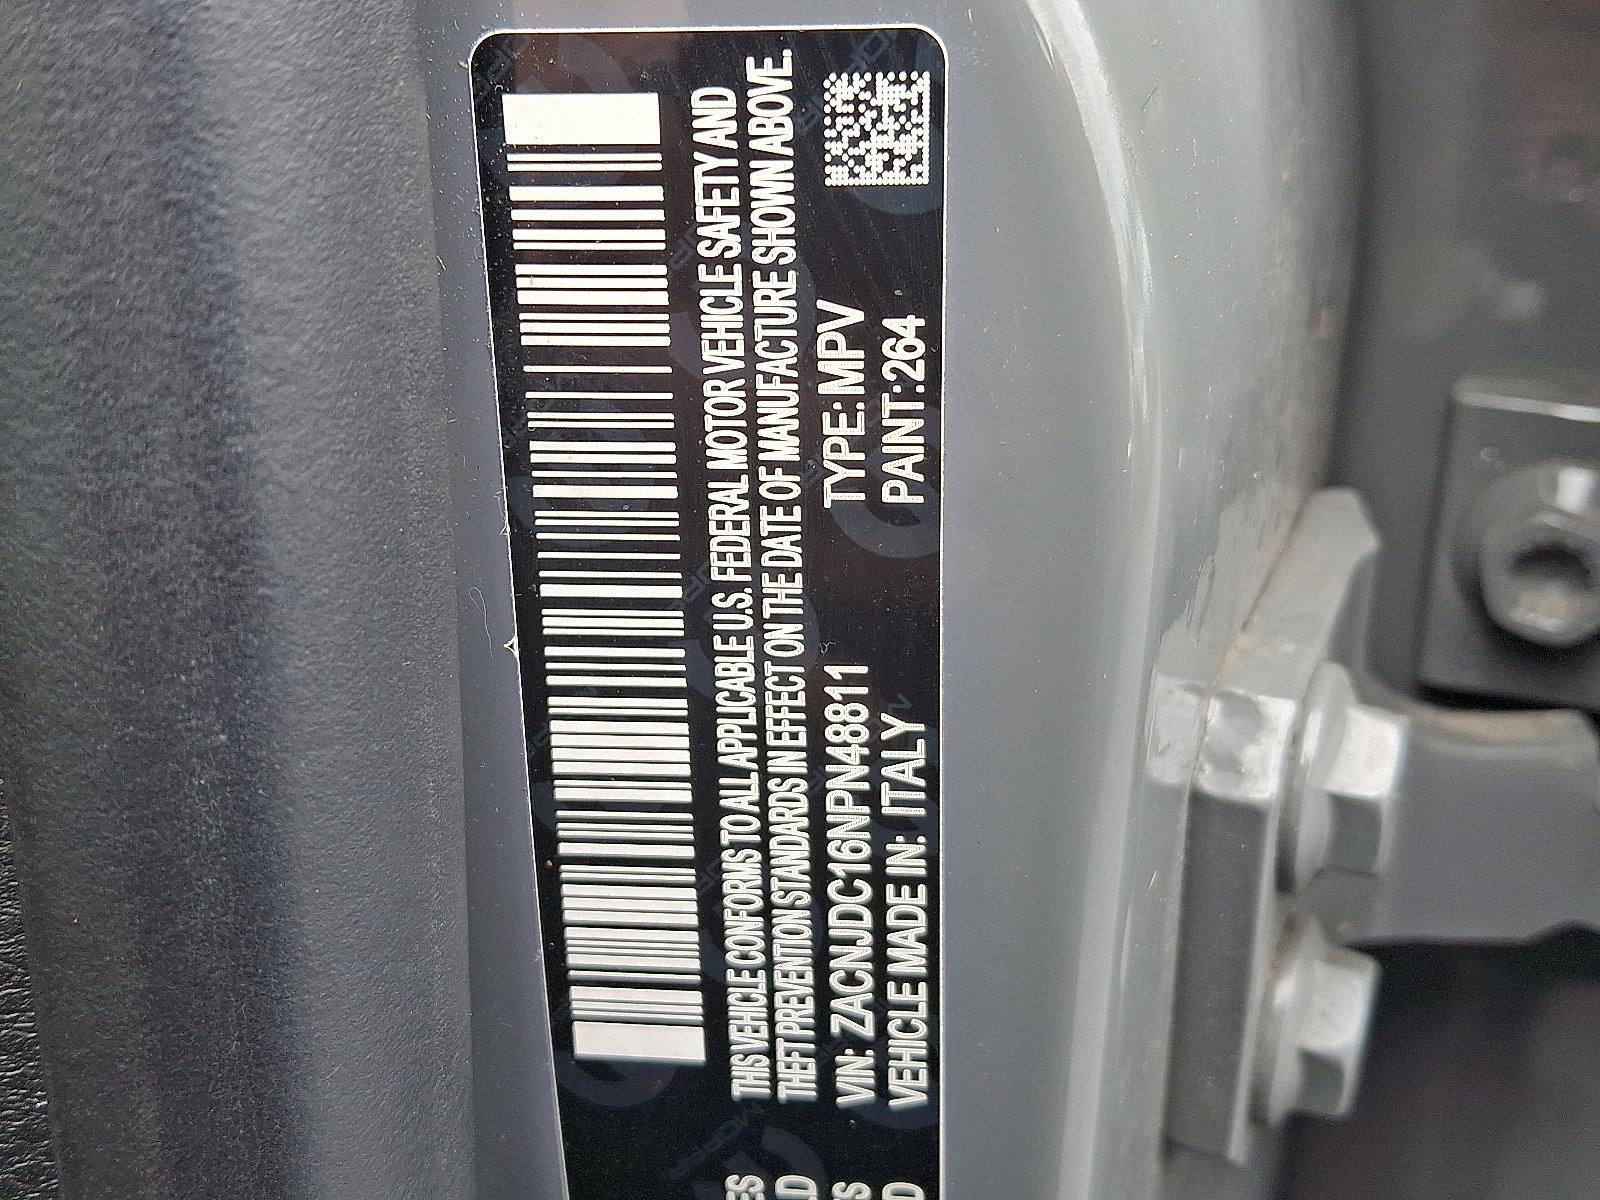 THIS VEHICLE CONFORMS TO ALL APPLICABLE U.S. FEDERAL MOTOR VEHICLE SAFETY AND
THEFT PREVENTION STANDARDS IN EFFECT ON THE DATE OF MANUFACTURE SHOWN ABOVE.
VIN: ZACNJDC16NPN48811 TYPE: MPV
VEHICLE MADE IN: ITALY PAINT:264